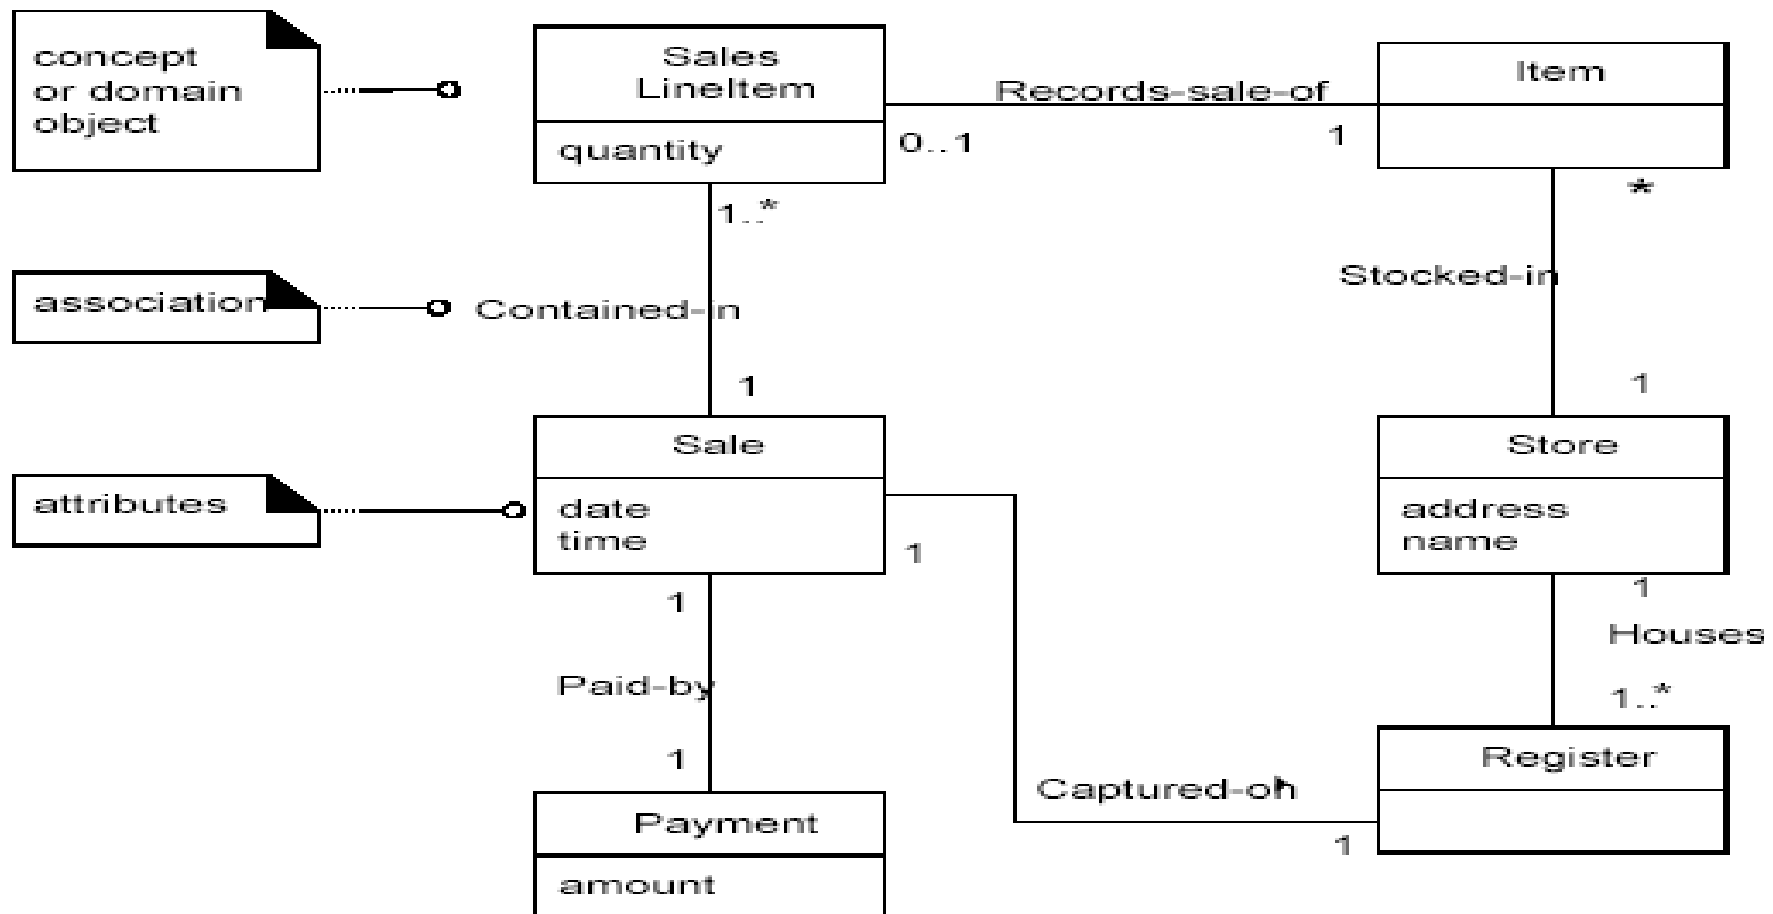 concept
or domain
object
Sales
LineItem
quantity
Records-sale-of
0..1
1
Item
*
1..*
association
Contained-in
Stocked-in
1
1
attributes
Sale
date
time
1
Store
address
name
1
1
Houses
Paid-by
1..*
1
Captured-on
1
Register
Payment
amount